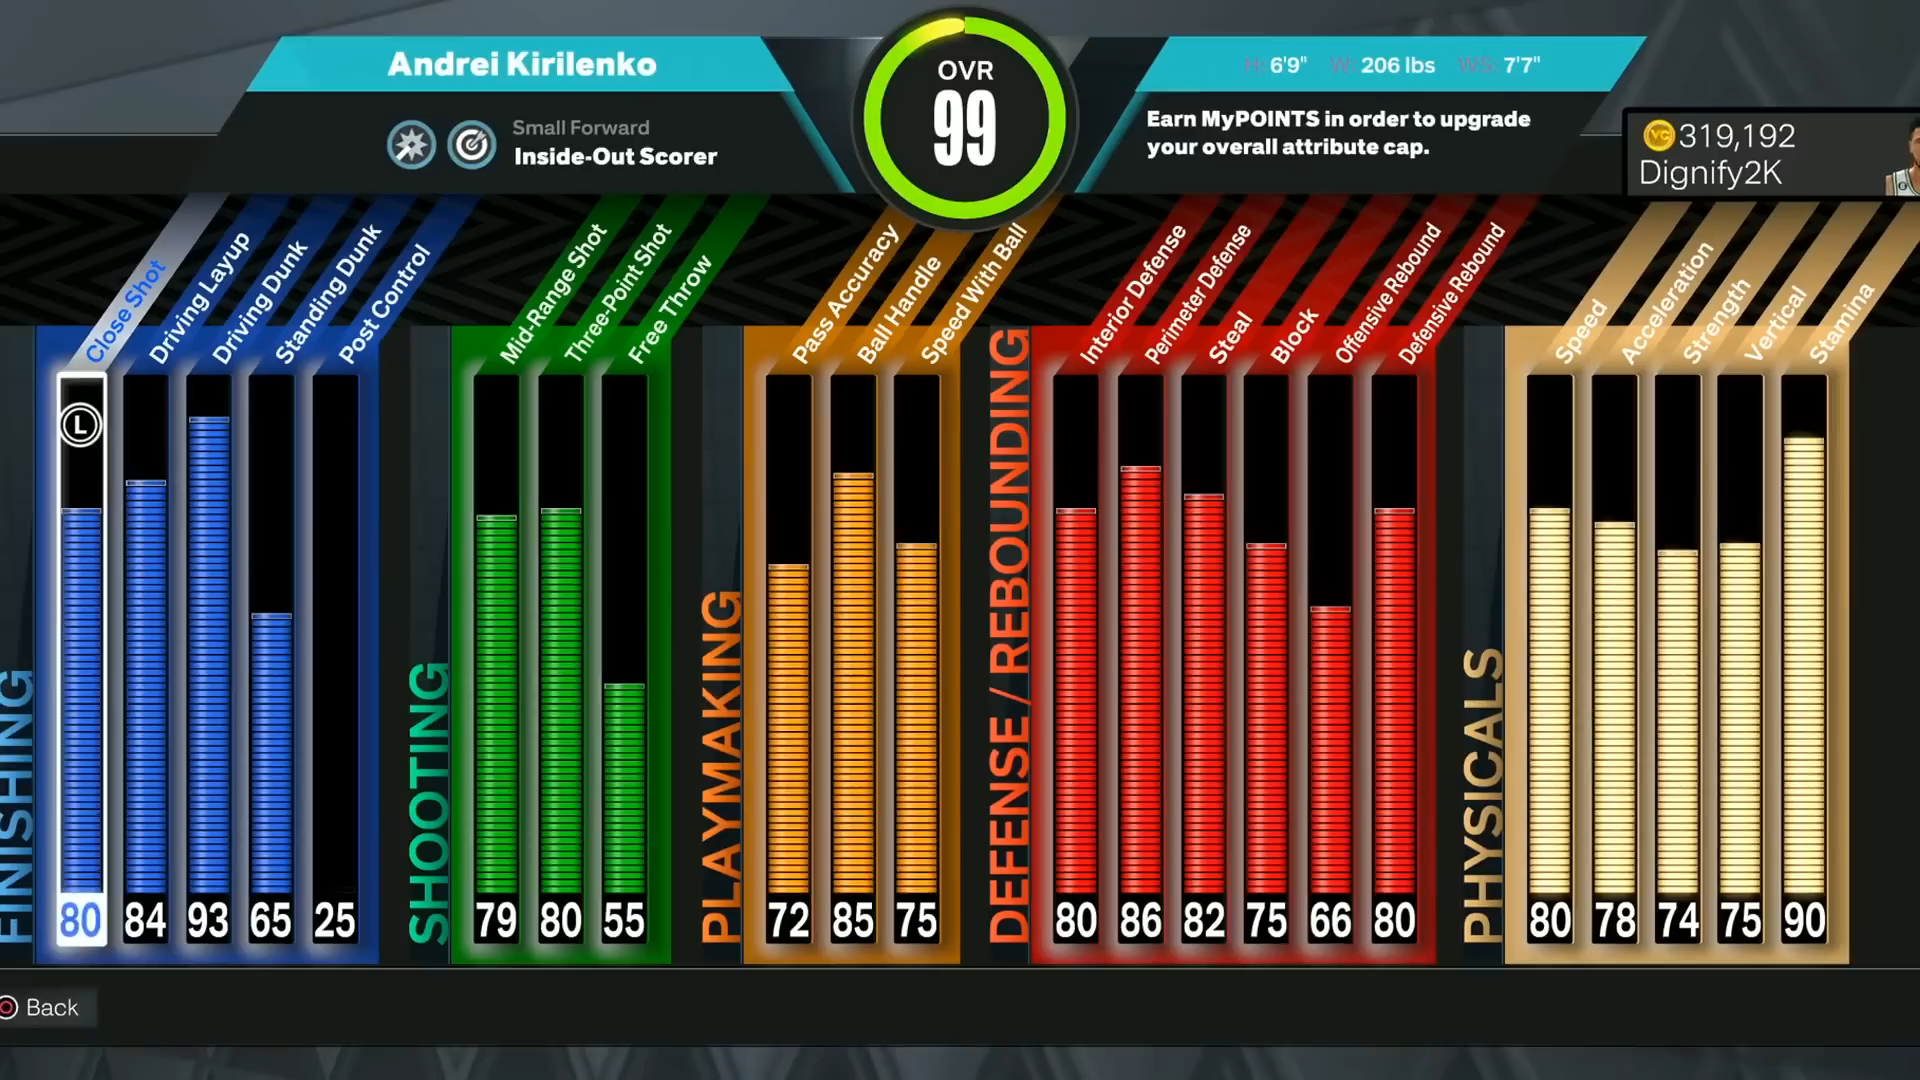 Andrei Kirilenko
Small Forward
Inside-Out Scorer
OVR
99
H: 6'9" W: 206 lbs WS: 7'7"
Earn MyPOINTS in order to upgrade
your overall attribute cap.
VC 319,192
Dignify2K
FINISHING
Close Shot
Driving Layup
Driving Dunk
Standing Dunk
Post Control
L
80 84 93 65 25
SHOOTING
Mid-Range Shot
Three-Point Shot
Free Throw
79 80 55
PLAYMAKING
Pass Accuracy
Ball Handle
Speed With Ball
72 85 75
DEFENSE / REBOUNDING
Interior Defense
Perimeter Defense
Steal
Block
Offensive Rebound
Defensive Rebound
80 86 82 75 66 80
PHYSICALS
Speed
Acceleration
Strength
Vertical
Stamina
80 78 74 75 90
Back